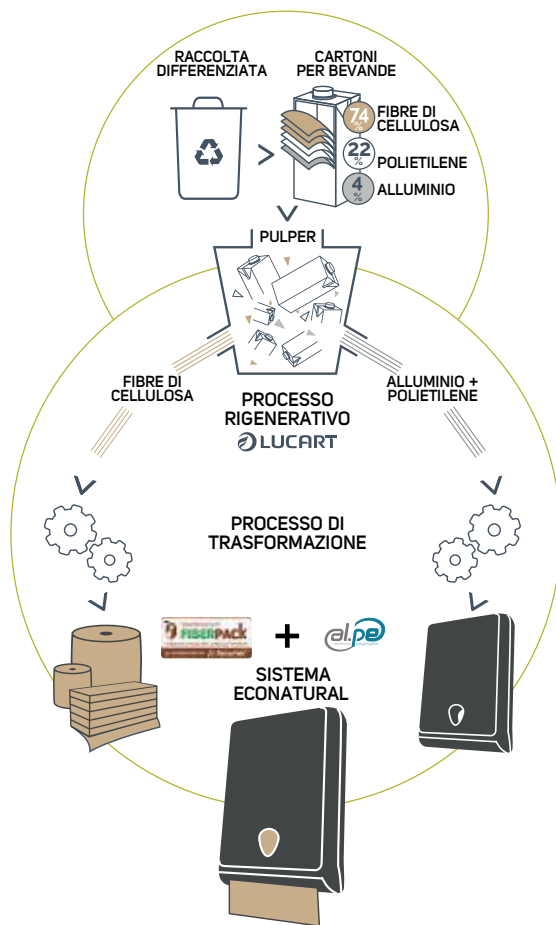 RACCOLTA
DIFFERENZIATA
CARTONI
PER BEVANDE
74
%
FIBRE DI
CELLULOSA
22
%
POLIETILENE
4
%
ALLUMINIO
PULPER
FIBRE DI
CELLULOSA
ALLUMINIO +
POLIETILENE
PROCESSO
RIGENERATIVO
LUCART
PROCESSO DI
TRASFORMAZIONE
FIBERPACK
+
al.pe
SISTEMA
ECONATURAL